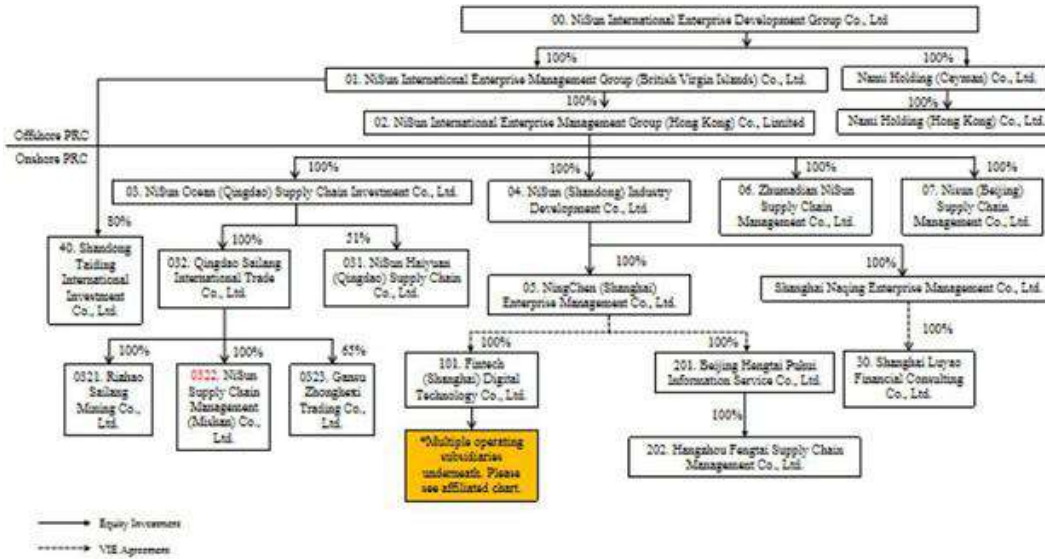 00. NiSun International Enterprise Development Group Co., Ltd
100%
100%
01. NiSun International Enterprise Management Group (British Virgin Islands) Co., Ltd.
Nami Holding (Cayman) Co., Ltd.
100%
100%
02. NiSun International Enterprise Management Group (Hong Kong) Co., Limited
Nami Holding (Hong Kong) Co., Ltd.
Offshore PRC
Onshore PRC
100%
100%
100%
100%
03. NiSun Ocean (Qingdao) Supply Chain Investment Co., Ltd.
04. NiSun (Shandong) Industry
Development Co., Ltd.
06. Zhumadian NiSun
Supply Chain
Management Co., Ltd.
07. Nisun (Beijing)
Supply Chain
Management Co., Ltd.
80%
100%
51%
40. Shandong
Taiding
International
Investment
Co., Ltd.
032. Qingdao Sailang
International Trade
Co., Ltd.
031. NiSun Haiyuan
(Qingdao) Supply Chain
Co., Ltd.
100%
100%
05. NingChen (Shanghai)
Enterprise Management Co., Ltd.
Shanghai Naqing Enterprise Management Co., Ltd.
100%
100%
65%
100%
100%
100%
0321. Rizhao
Sailang
Mining Co.,
Ltd.
0322. NiSun
Supply Chain
Management
(Mishan) Co.,
Ltd.
0323. Gansu
Zhonghexi
Trading Co.,
Ltd.
101. Fintech
(Shanghai) Digital
Technology Co., Ltd.
201. Beijing Hengtai Puhui
Information Service Co., Ltd.
30. Shanghai Luyao
Financial Consulting
Co., Ltd.
100%
*Multiple operating
subsidiaries
underneath. Please
see affiliated chart.
202. Hangzhou Fengtai Supply Chain
Management Co., Ltd.
Equity Investment
VIE Agreement